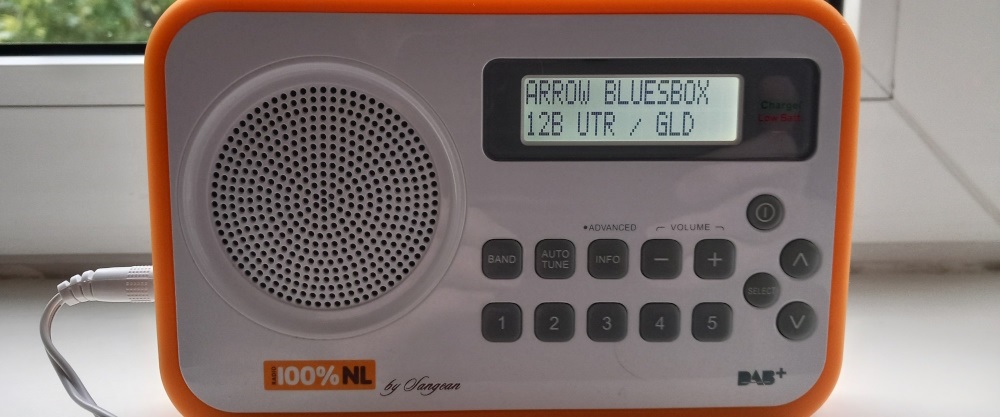 ARROW BLUESBOX
12B UTR / GLD
Charge/
Low Batt.
•ADVANCED
VOLUME
BAND
AUTO TUNE
INFO
−
+
SELECT
1
2
3
4
5
RADIO 100% NL
by Sangean
DAB+